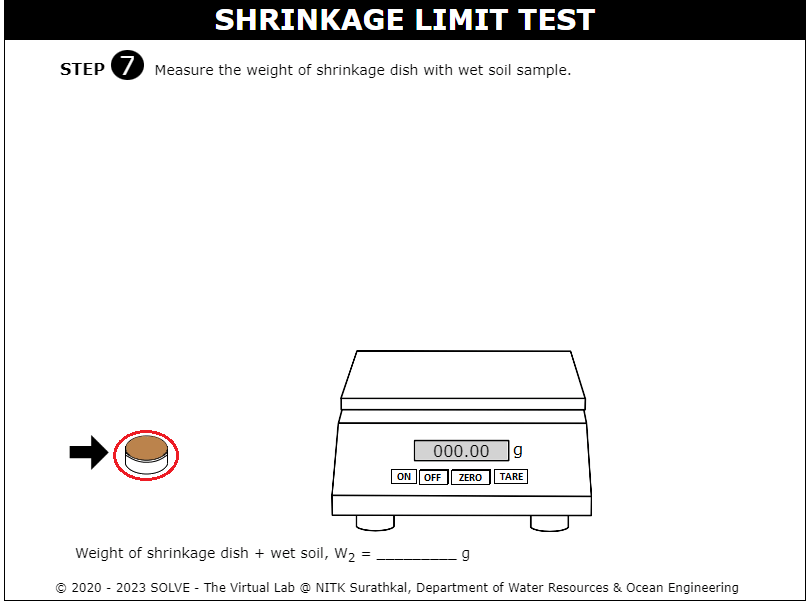 SHRINKAGE LIMIT TEST
STEP 7 Measure the weight of shrinkage dish with wet soil sample.
000.00 g
ON OFF ZERO TARE
Weight of shrinkage dish + wet soil, W₂ = _________ g
© 2020 - 2023 SOLVE - The Virtual Lab @ NITK Surathkal, Department of Water Resources & Ocean Engineering